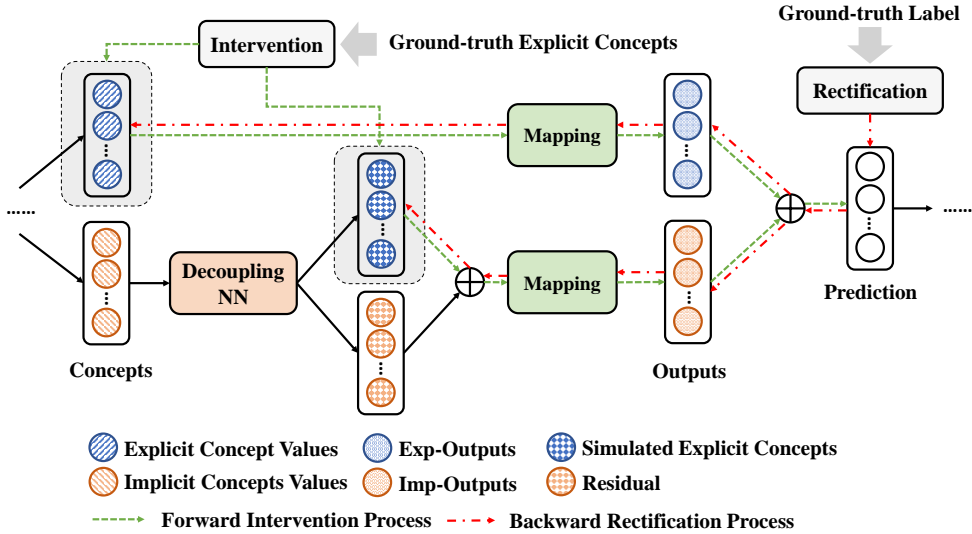 Ground-truth Label
Intervention
Ground-truth Explicit Concepts
Rectification
Mapping
......
Decoupling
NN
Mapping
......
Prediction
Concepts
Outputs
Explicit Concept Values
Exp-Outputs
Simulated Explicit Concepts
Implicit Concepts Values
Imp-Outputs
Residual
Forward Intervention Process
Backward Rectification Process